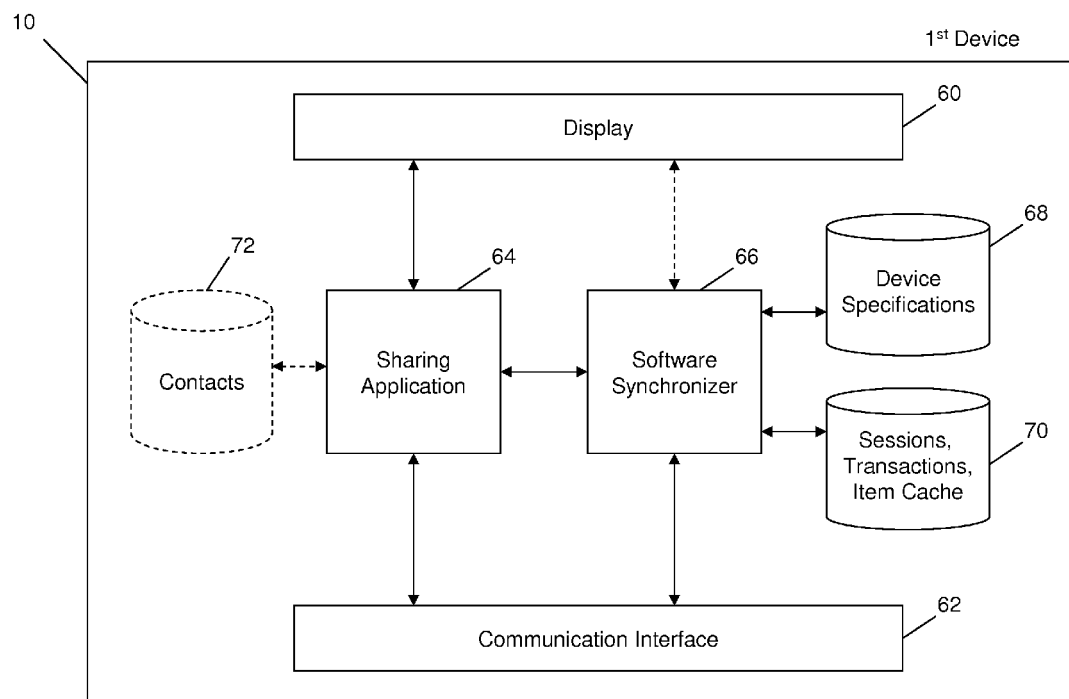 10
1st Device
60
Display
68
72
64
66
Device
Specifications
Sharing
Application
Software
Synchronizer
Contacts
70
Sessions,
Transactions,
Item Cache
62
Communication Interface